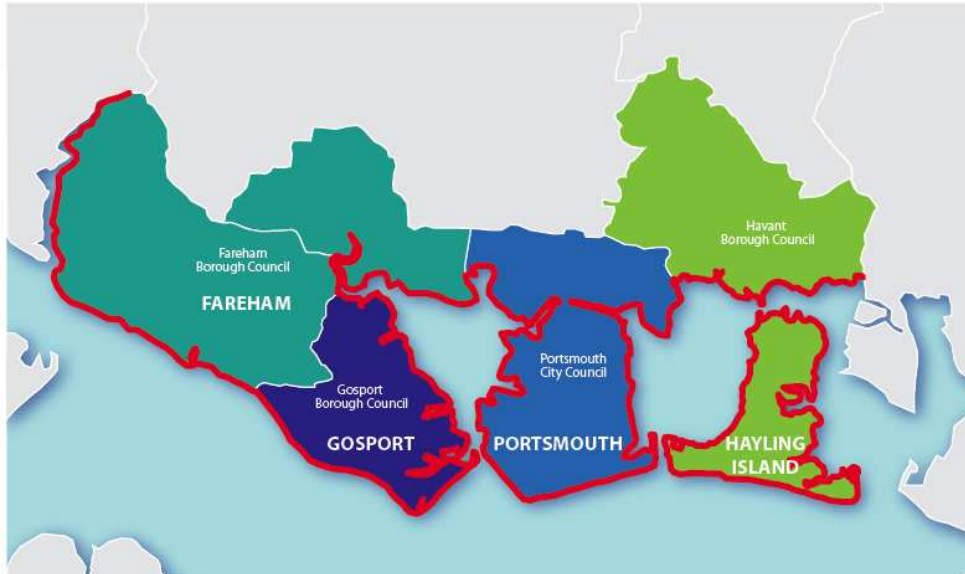 Havant
Borough Council
Fareham
Borough Council
FAREHAM
Portsmouth
City Council
Gosport
Borough Council
GOSPORT
PORTSMOUTH
HAYLING
ISLAND